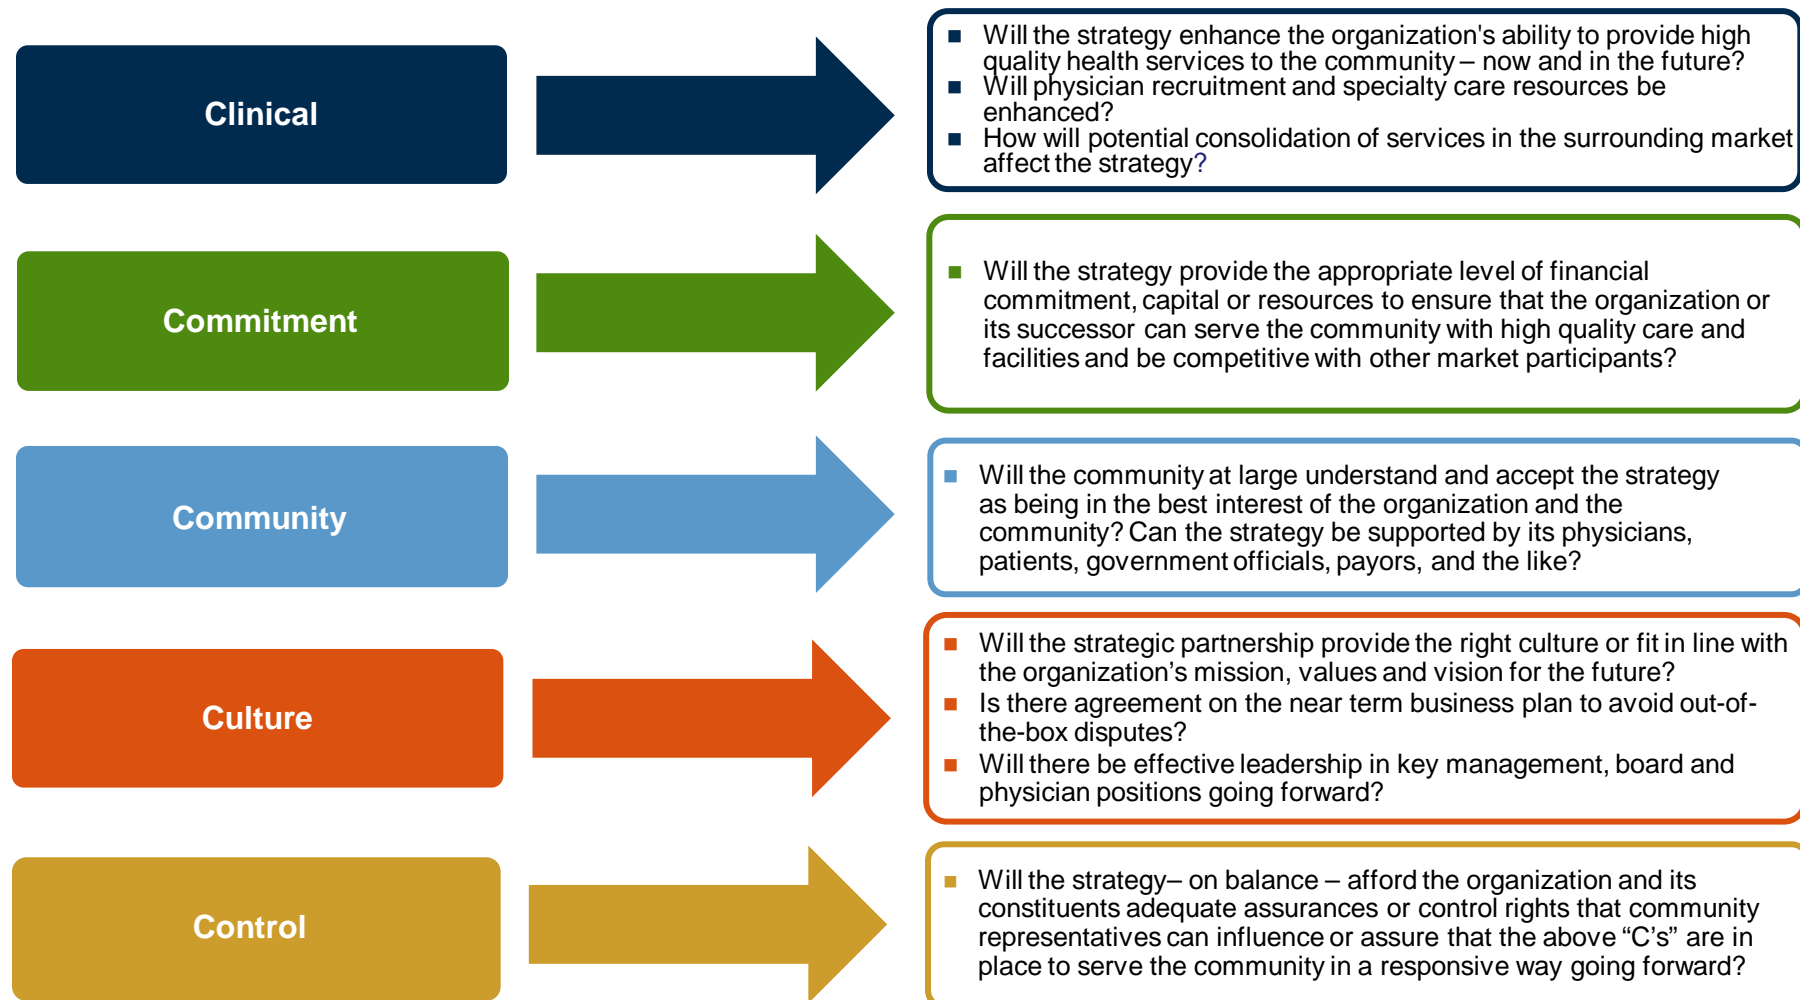 Clinical
■ Will the strategy enhance the organization's ability to provide high
quality health services to the community – now and in the future?
■ Will physician recruitment and specialty care resources be
enhanced?
■ How will potential consolidation of services in the surrounding market
affect the strategy?
Commitment
■ Will the strategy provide the appropriate level of financial
commitment, capital or resources to ensure that the organization or
its successor can serve the community with high quality care and
facilities and be competitive with other market participants?
Community
■ Will the community at large understand and accept the strategy
as being in the best interest of the organization and the
community? Can the strategy be supported by its physicians,
patients, government officials, payors, and the like?
Culture
■ Will the strategic partnership provide the right culture or fit in line with
the organization’s mission, values and vision for the future?
■ Is there agreement on the near term business plan to avoid out-of-
the-box disputes?
■ Will there be effective leadership in key management, board and
physician positions going forward?
Control
■ Will the strategy– on balance – afford the organization and its
constituents adequate assurances or control rights that community
representatives can influence or assure that the above “C’s” are in
place to serve the community in a responsive way going forward?